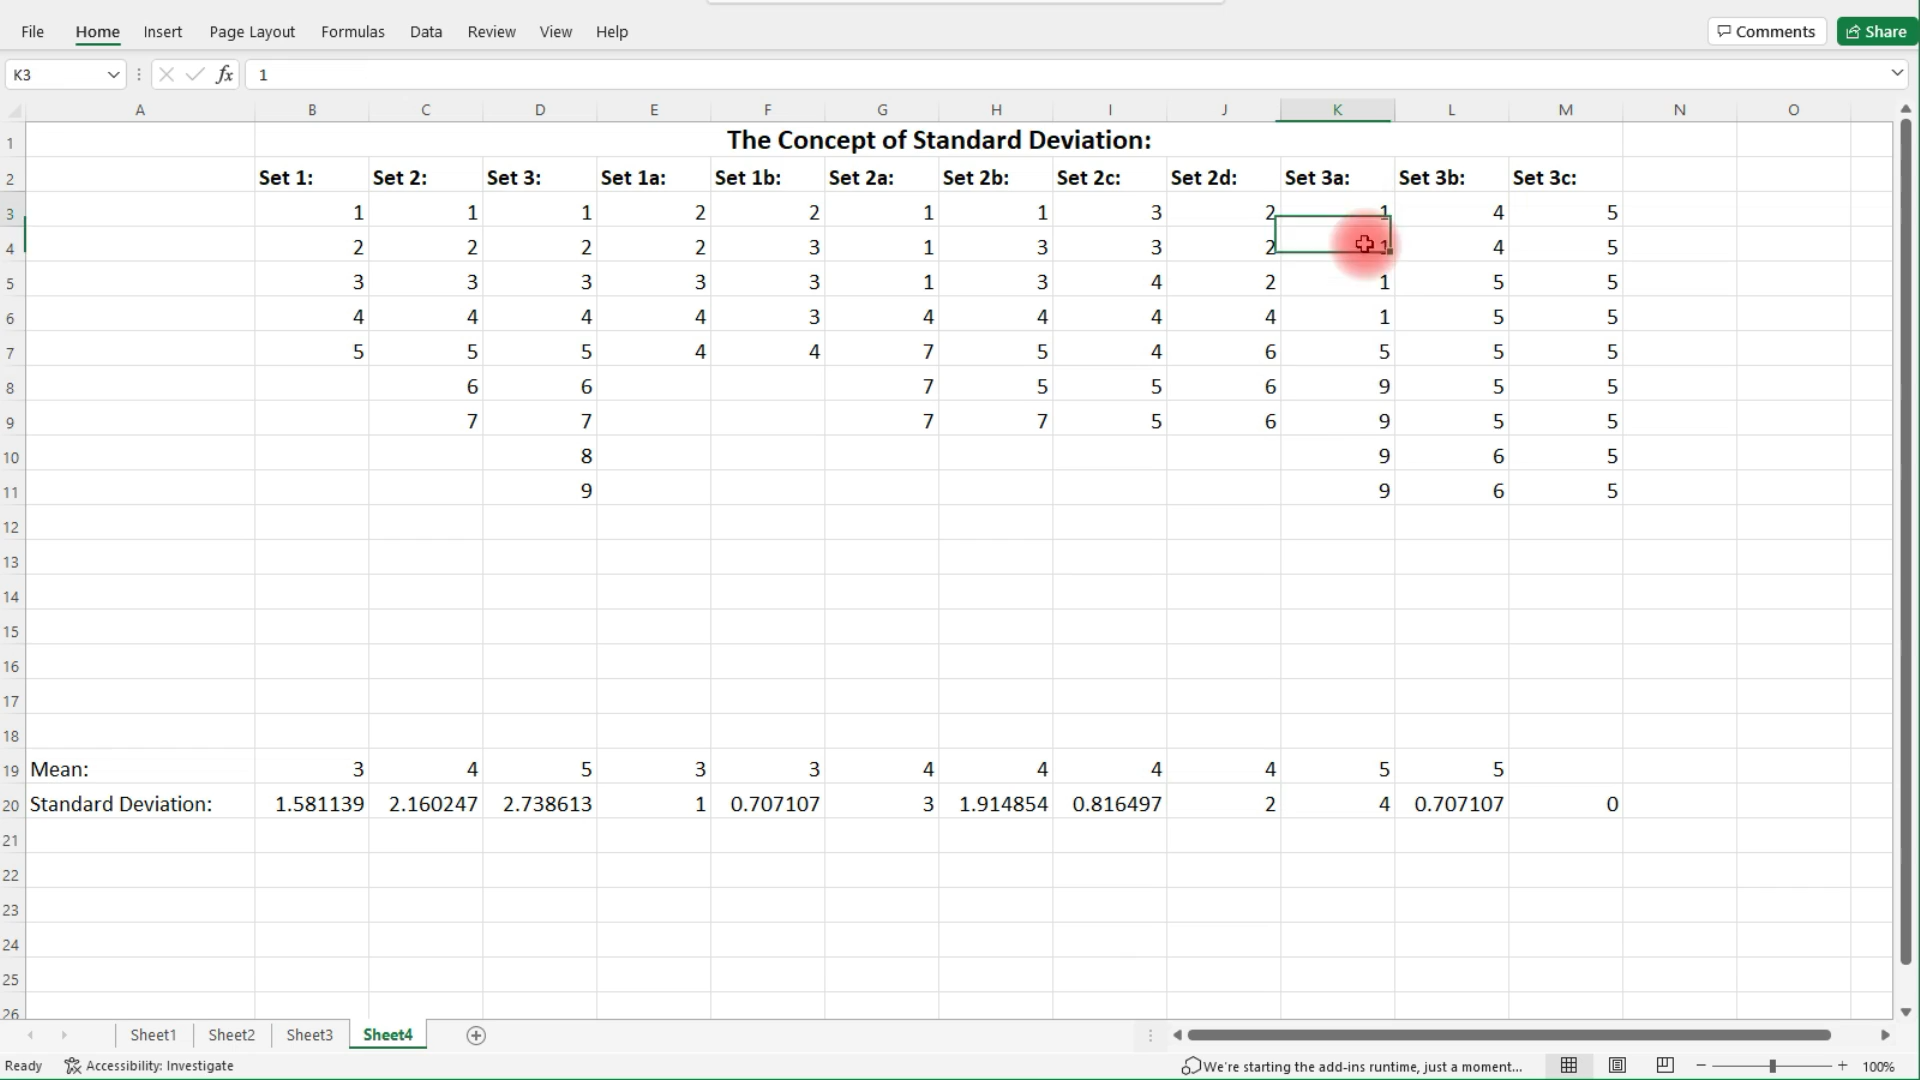 File Home Insert Page Layout Formulas Data Review View Help Comments Share
K3 fx 1
A B C D E F G H I J K L M N O
1 The Concept of Standard Deviation:
2 Set 1: Set 2: Set 3: Set 1a: Set 1b: Set 2a: Set 2b: Set 2c: Set 2d: Set 3a: Set 3b: Set 3c:
3 1 1 1 2 2 1 1 3 2 1 4 5
4 2 2 2 2 3 1 3 3 2 1 4 5
5 3 3 3 3 3 1 3 4 2 1 5 5
6 4 4 4 4 3 4 4 4 4 1 5 5
7 5 5 5 4 4 7 5 4 6 5 5 5
8 6 6 7 5 5 6 9 5 5
9 7 7 7 7 5 6 9 5 5
10 8 9 6 5
11 9 9 6 5
12
13
14
15
16
17
18
19 Mean: 3 4 5 3 3 4 4 4 4 5 5
20 Standard Deviation: 1.581139 2.160247 2.738613 1 0.707107 3 1.914854 0.816497 2 4 0.707107 0
21
22
23
24
25
26
Sheet1 Sheet2 Sheet3 Sheet4
Ready Accessibility: Investigate We're starting the add-ins runtime, just a moment... 100%